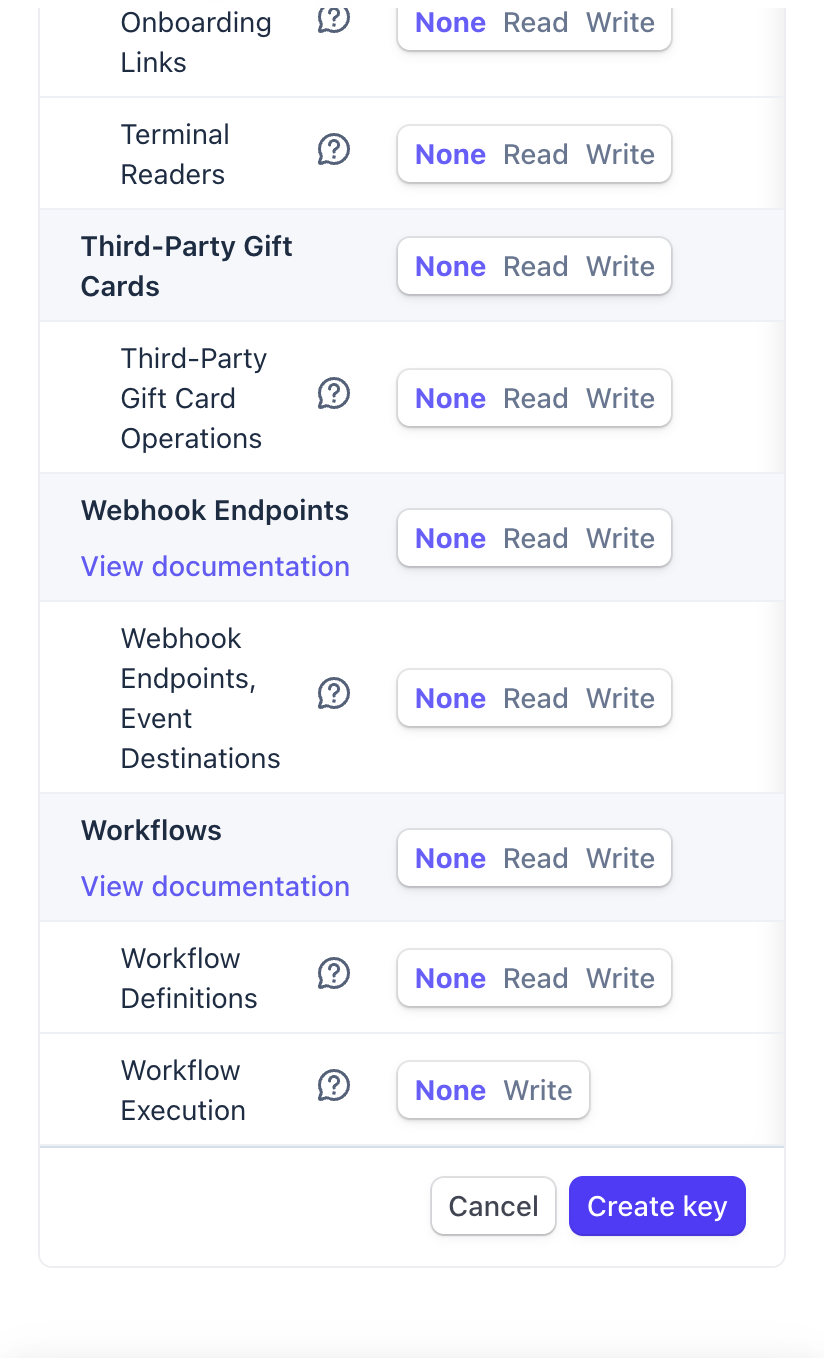 Onboarding
Links
None Read Write
Terminal
Readers
None Read Write
Third-Party Gift
Cards
None Read Write
Third-Party
Gift Card
Operations
None Read Write
Webhook Endpoints
View documentation
None Read Write
Webhook
Endpoints,
Event
Destinations
None Read Write
Workflows
View documentation
None Read Write
Workflow
Definitions
None Read Write
Workflow
Execution
None Write
Cancel
Create key